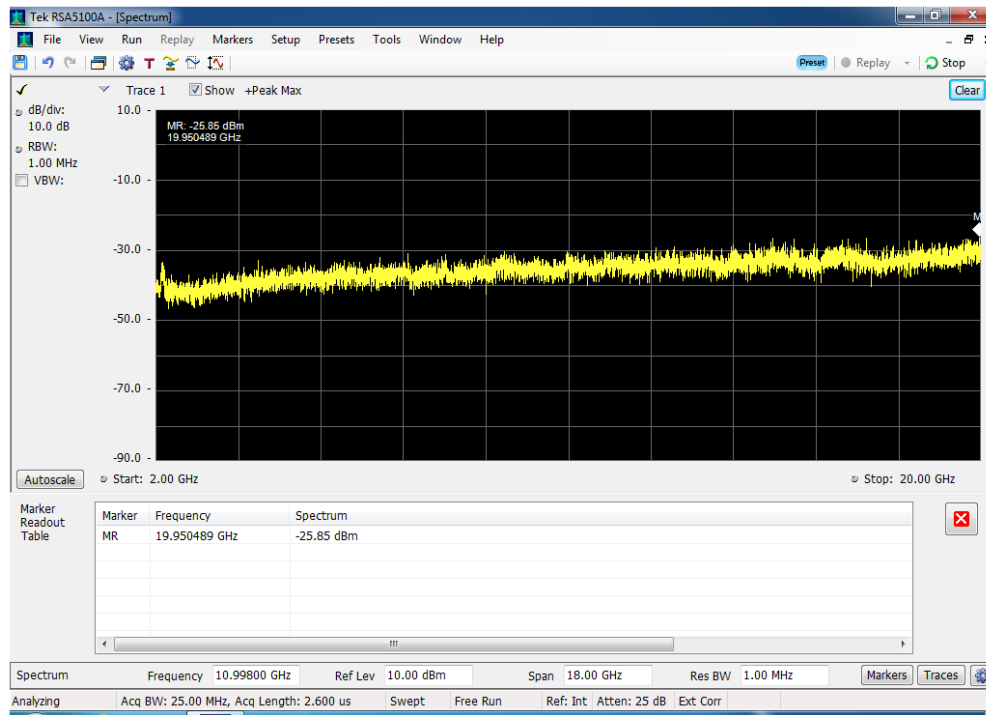 Tek RSA5100A - [Spectrum]
File View Run Replay Markers Setup Presets Tools Window Help
T Preset Replay Stop
Trace 1 Show +Peak Max Clear
dB/div: 10.0
10.0 dB
MR: -25.85 dBm
19.950489 GHz
RBW:
1.00 MHz
VBW: -10.0
M
-30.0
-50.0
-70.0
-90.0
Autoscale Start: 2.00 GHz Stop: 20.00 GHz
Marker Readout Table
Marker Frequency Spectrum
MR 19.950489 GHz -25.85 dBm
Spectrum Frequency 10.99800 GHz Ref Lev 10.00 dBm Span 18.00 GHz Res BW 1.00 MHz Markers Traces
Analyzing Acq BW: 25.00 MHz, Acq Length: 2.600 us Swept Free Run Ref: Int Atten: 25 dB Ext Corr